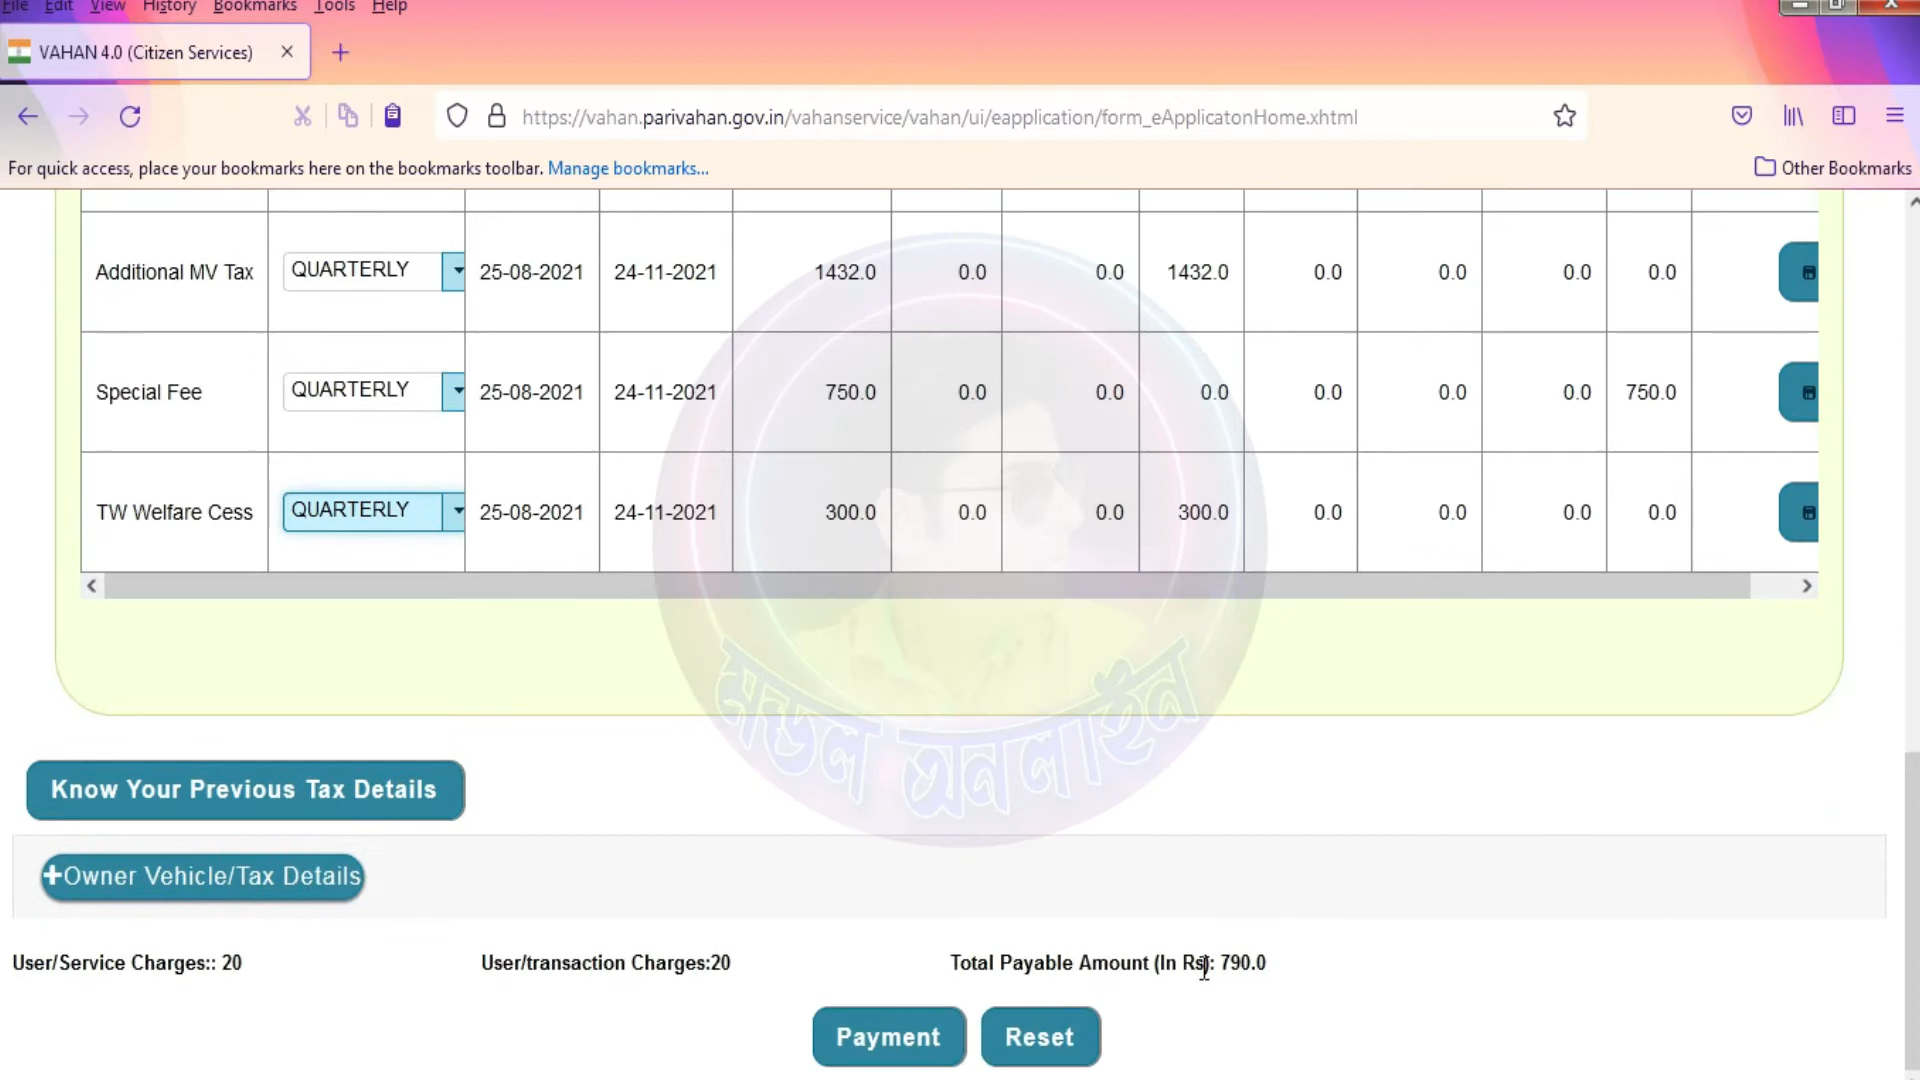 File Edit View History Bookmarks Tools Help
VAHAN 4.0 (Citizen Services)
https://vahan.parivahan.gov.in/vahanservice/vahan/ui/eapplication/form_eApplicatonHome.xhtml
For quick access, place your bookmarks here on the bookmarks toolbar. Manage bookmarks... Other Bookmarks
Additional MV Tax QUARTERLY 25-08-2021 24-11-2021 1432.0 0.0 0.0 1432.0 0.0 0.0 0.0 0.0
Special Fee QUARTERLY 25-08-2021 24-11-2021 750.0 0.0 0.0 0.0 0.0 0.0 0.0 750.0
TW Welfare Cess QUARTERLY 25-08-2021 24-11-2021 300.0 0.0 0.0 300.0 0.0 0.0 0.0 0.0
মন্ডল অনলাইন
Know Your Previous Tax Details
+Owner Vehicle/Tax Details
User/Service Charges:: 20 User/transaction Charges:20 Total Payable Amount (In Rs): 790.0
Payment Reset